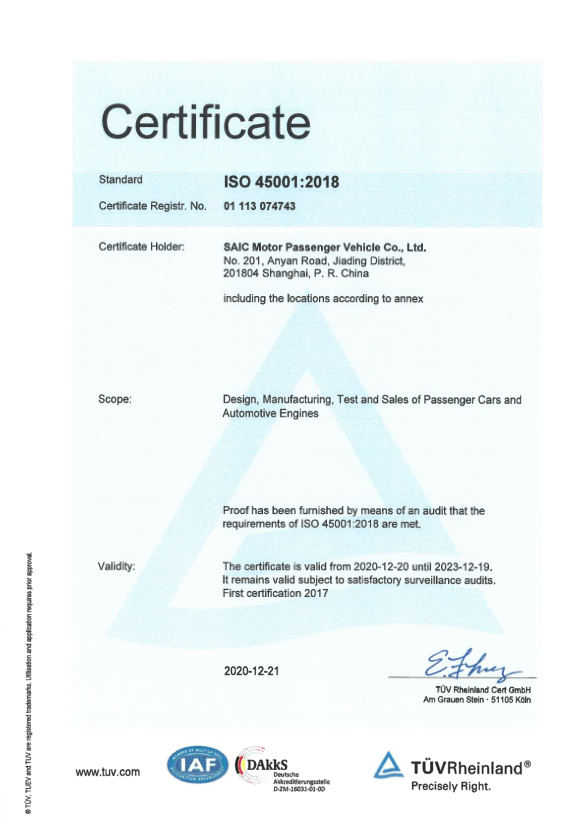 Certificate
Standard ISO 45001:2018
Certificate Registr. No. 01 113 074743
Certificate Holder: SAIC Motor Passenger Vehicle Co., Ltd.
No. 201, Anyan Road, Jiading District,
201804 Shanghai, P. R. China
including the locations according to annex
Scope: Design, Manufacturing, Test and Sales of Passenger Cars and
Automotive Engines
Proof has been furnished by means of an audit that the
requirements of ISO 45001:2018 are met.
Validity: The certificate is valid from 2020-12-20 until 2023-12-19.
It remains valid subject to satisfactory surveillance audits.
First certification 2017
2020-12-21
TÜV Rheinland Cert GmbH
Am Grauen Stein · 51105 Köln
www.tuv.com
IAF
DAkkS
Deutsche
Akkreditierungsstelle
D-ZM-16031-01-00
TÜVRheinland®
Precisely Right.
® TÜV, TUEV and TUV are registered trademarks. Utilisation and application requires prior approval.